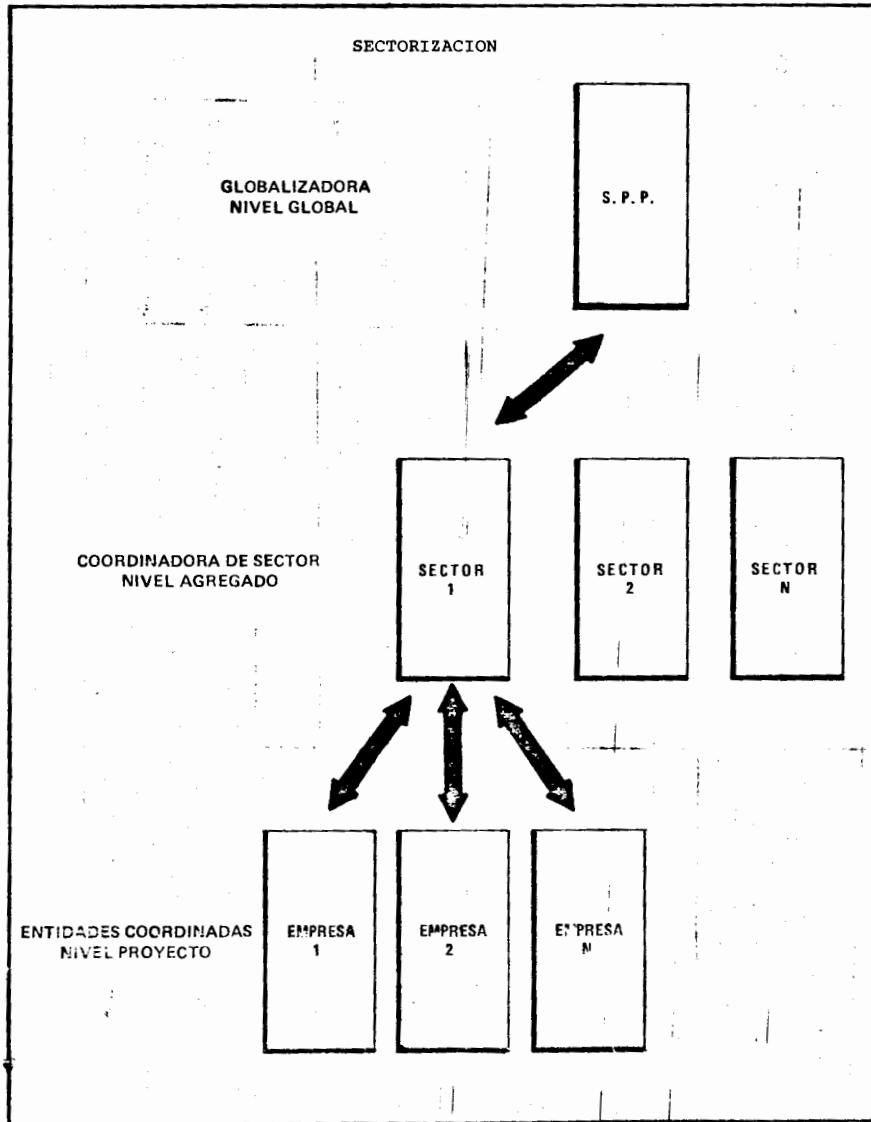 SECTORIZACION
GLOBALIZADORA
NIVEL GLOBAL
S. P. P.
COORDINADORA DE SECTOR
NIVEL AGREGADO
SECTOR
1
SECTOR
2
SECTOR
N
ENTIDADES COORDINADAS
NIVEL PROYECTO
EMPRESA
1
EMPRESA
2
EMPRESA
N